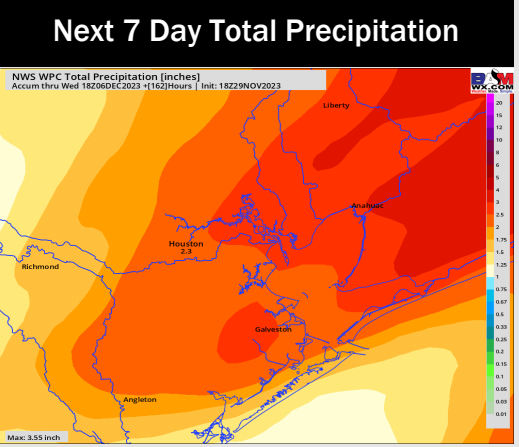 Next 7 Day Total Precipitation
NWS WPC Total Precipitation [inches]
Accum thru Wed 18Z06DEC2023 +[162]Hours | Init: 18Z29NOV2023
BAM
WX.COM
Liberty
Anahuac
Houston
2.3
Richmond
Galveston
Angleton
20
15
12
10
8
6
5
4
3
2.5
2
1.75
1.5
1.25
1
0.75
0.67
0.5
0.33
0.25
0.2
0.15
0.1
0.05
0.03
0.01
Max: 3.55 inch